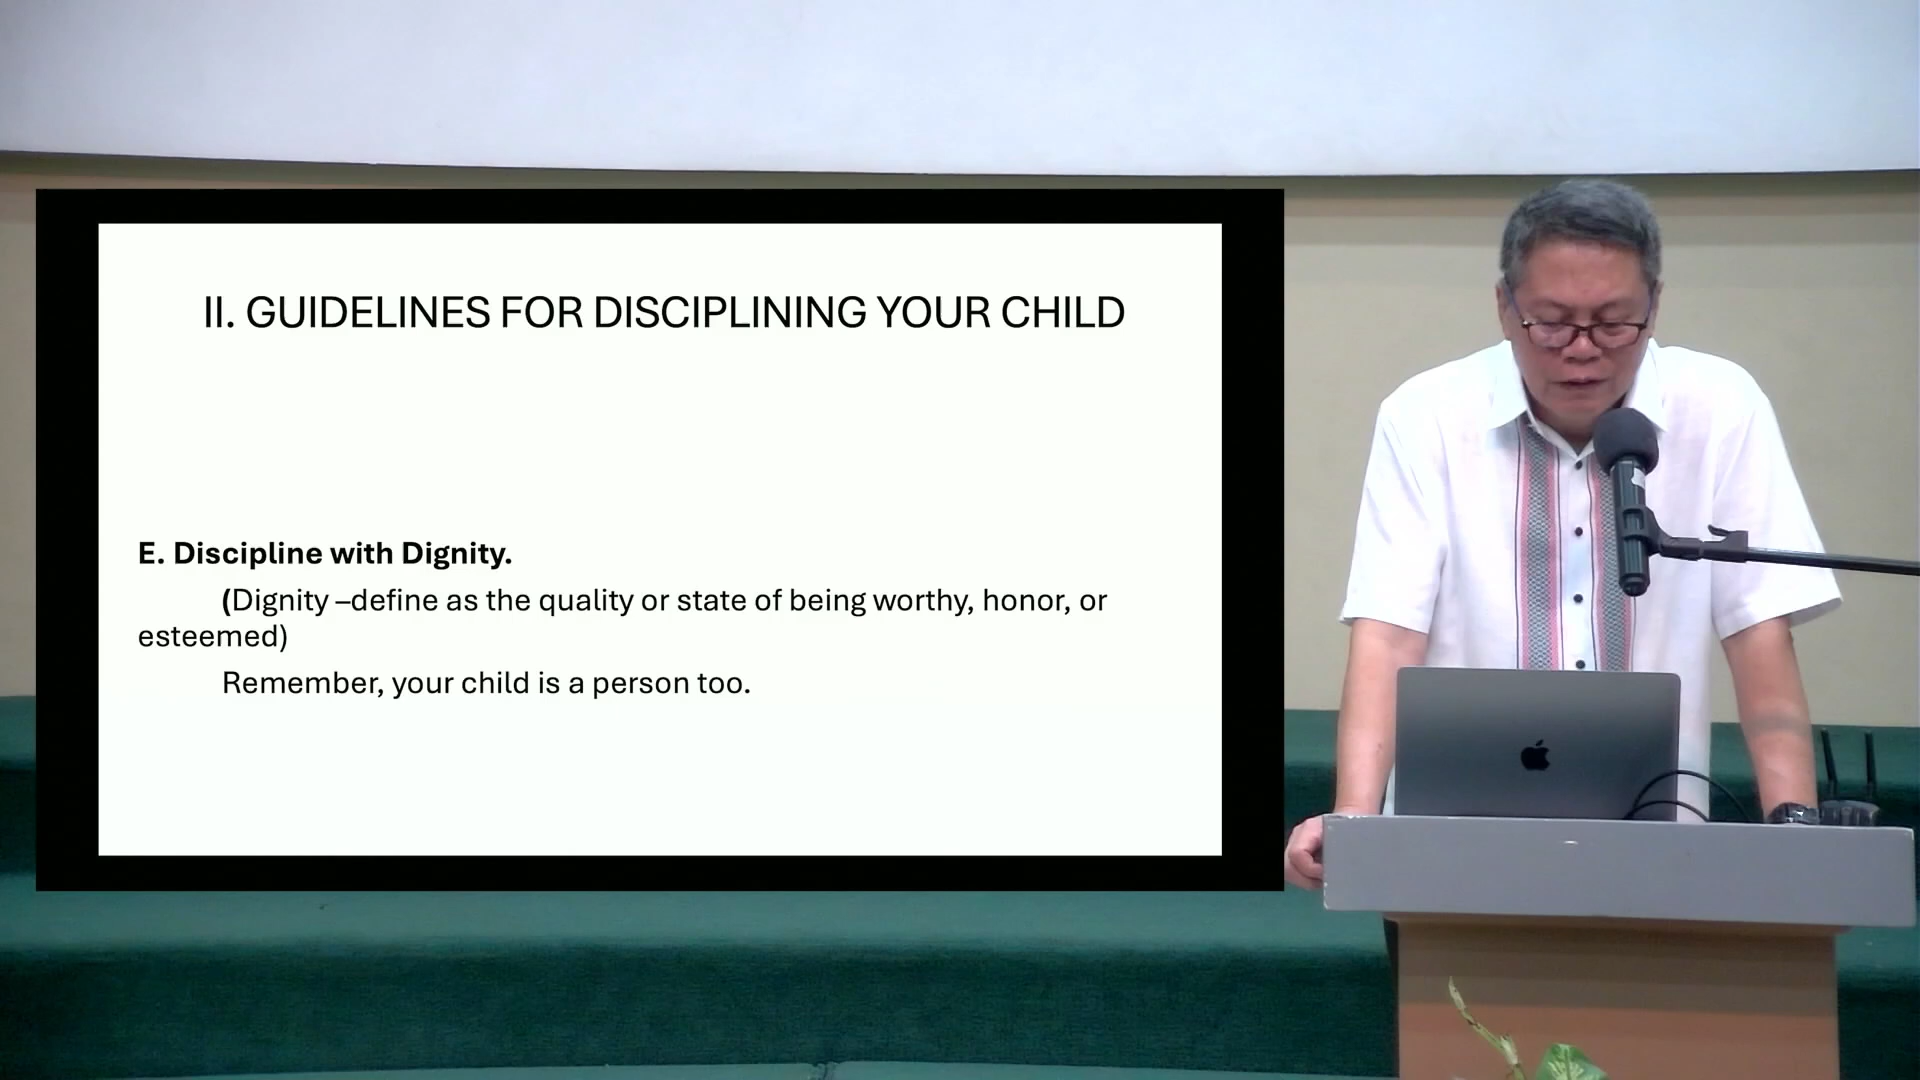 II. GUIDELINES FOR DISCIPLINING YOUR CHILD
E. Discipline with Dignity.
(Dignity –define as the quality or state of being worthy, honor, or
esteemed)
Remember, your child is a person too.